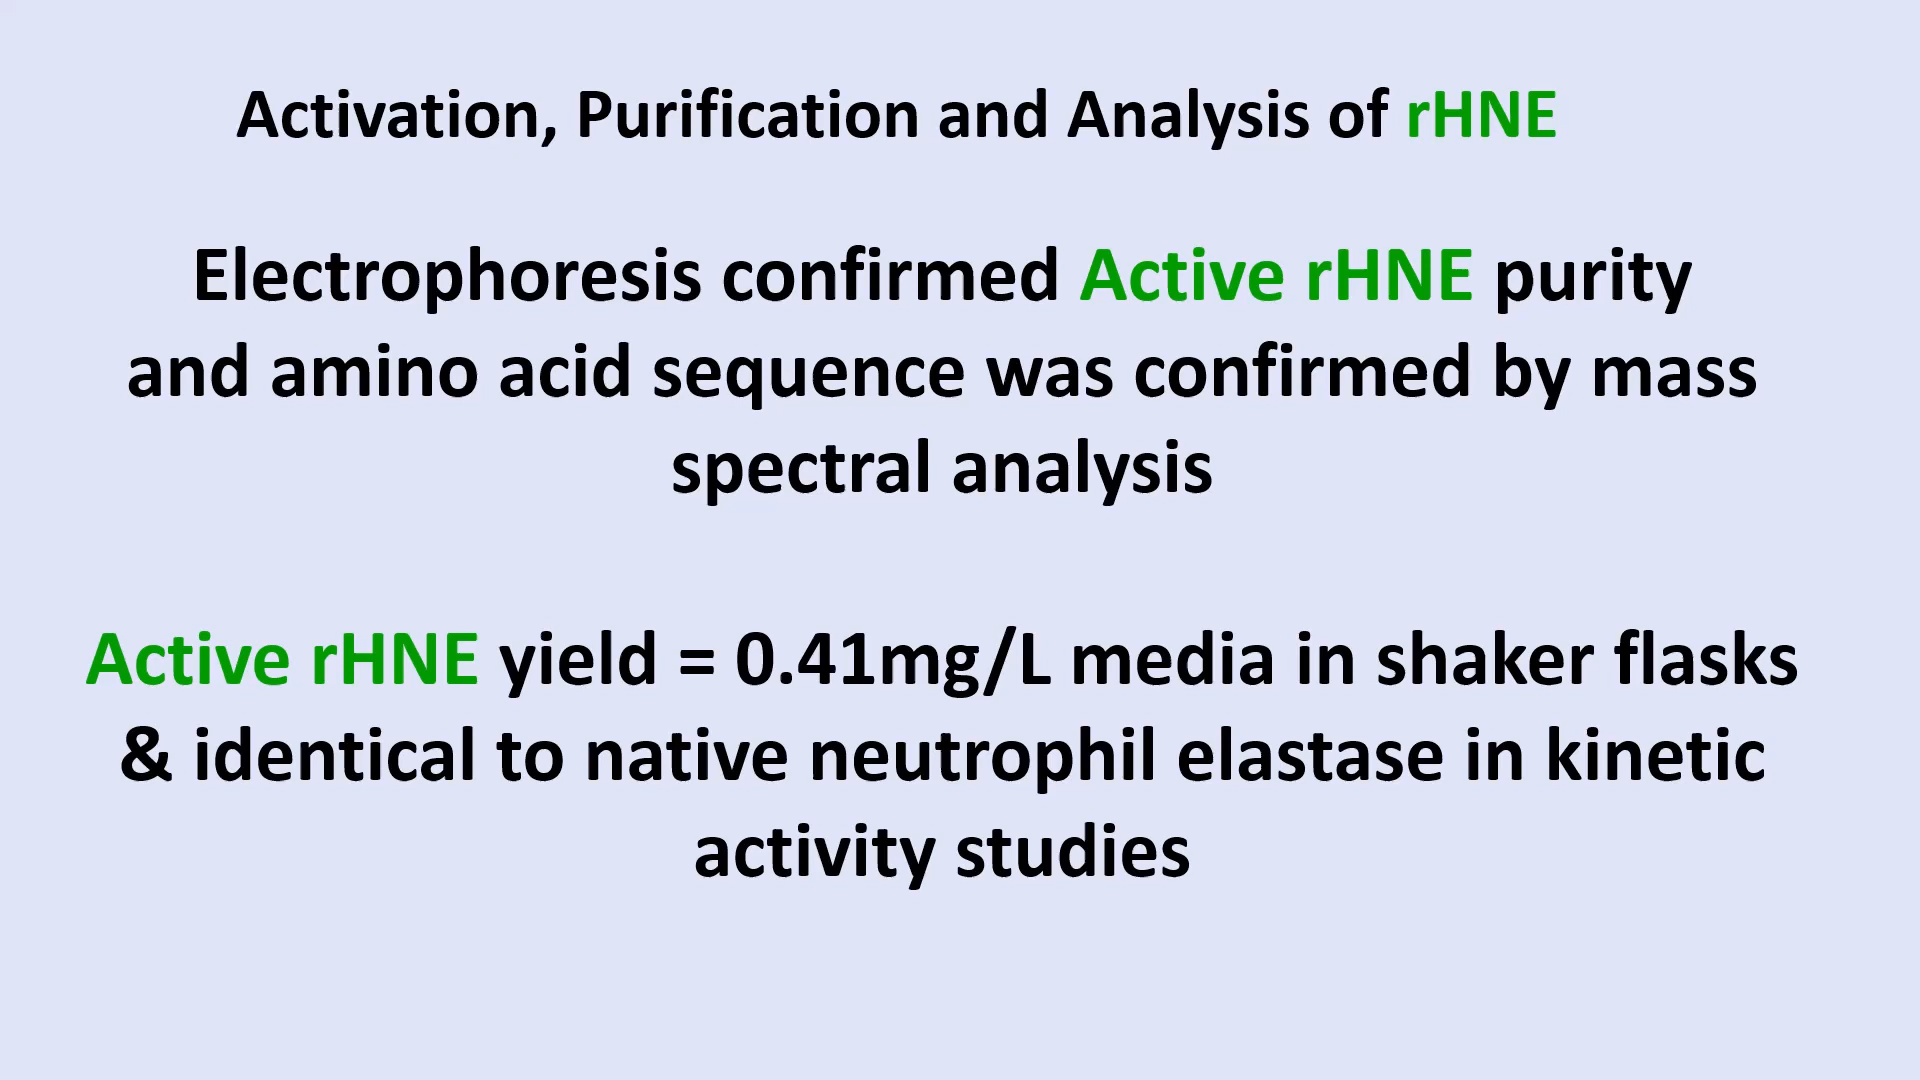 Activation, Purification and Analysis of rHNE
Electrophoresis confirmed Active rHNE purity
and amino acid sequence was confirmed by mass
spectral analysis
Active rHNE yield = 0.41mg/L media in shaker flasks
& identical to native neutrophil elastase in kinetic
activity studies